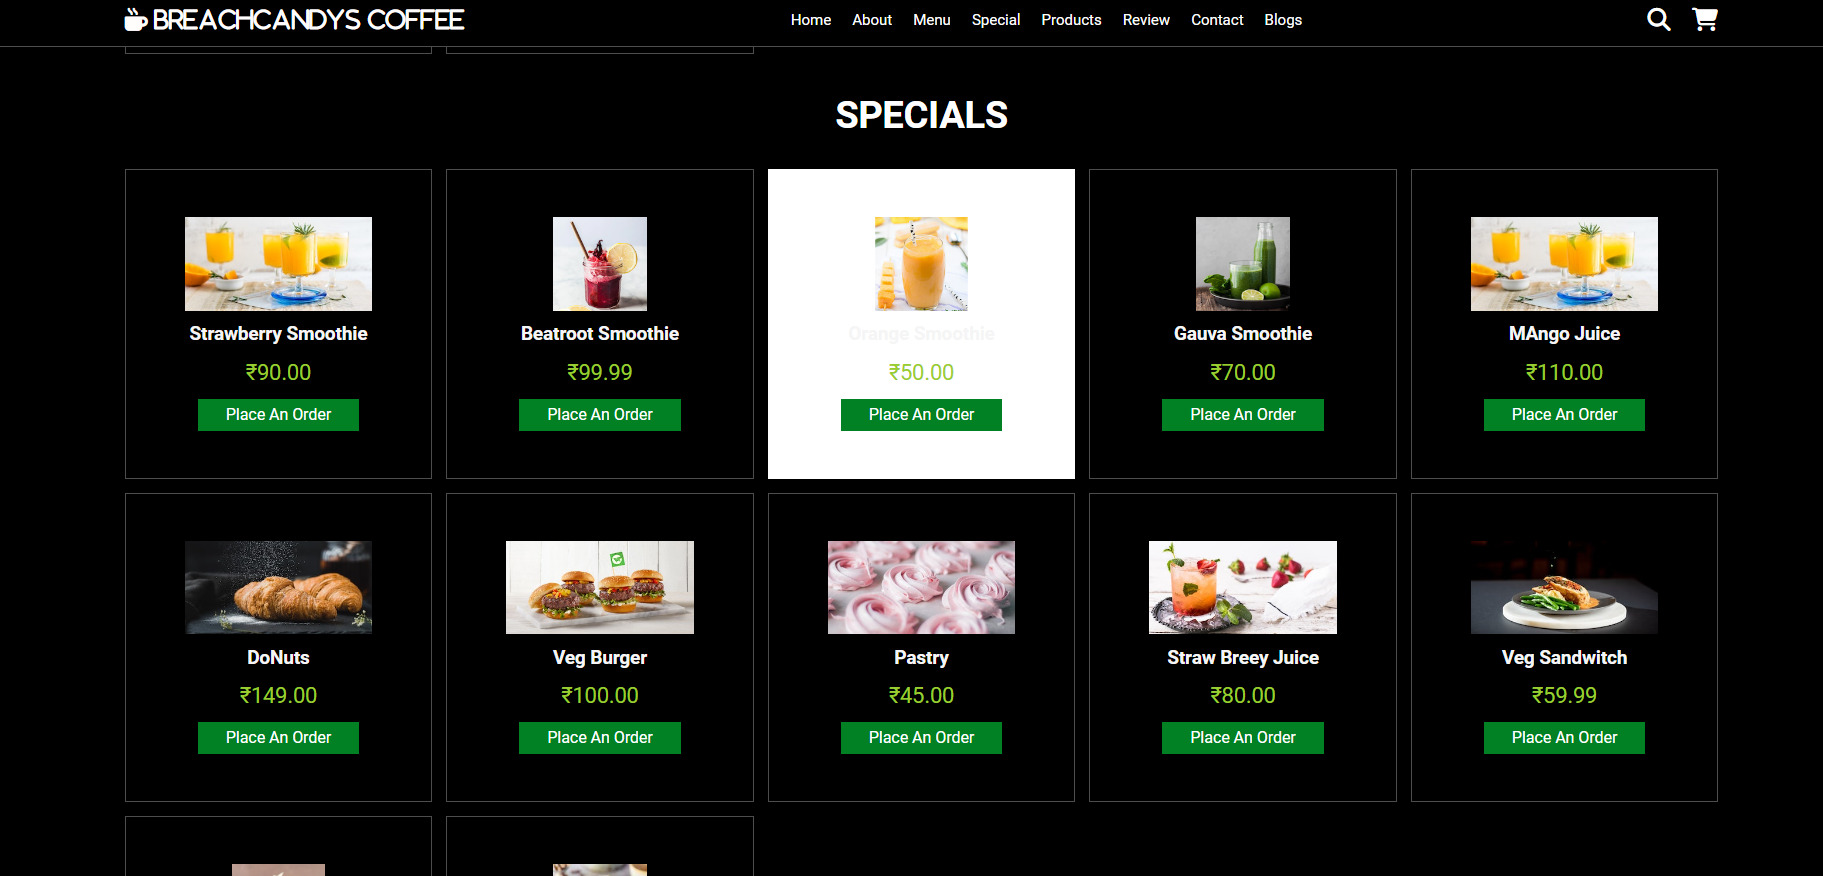 BREACHCANDYS COFFEE Home About Menu Special Products Review Contact Blogs
SPECIALS
Strawberry Smoothie Beatroot Smoothie Orange Smoothie Gauva Smoothie MAngo Juice
₹90.00 ₹99.99 ₹50.00 ₹70.00 ₹110.00
Place An Order Place An Order Place An Order Place An Order Place An Order
DoNuts Veg Burger Pastry Straw Breey Juice Veg Sandwitch
₹149.00 ₹100.00 ₹45.00 ₹80.00 ₹59.99
Place An Order Place An Order Place An Order Place An Order Place An Order